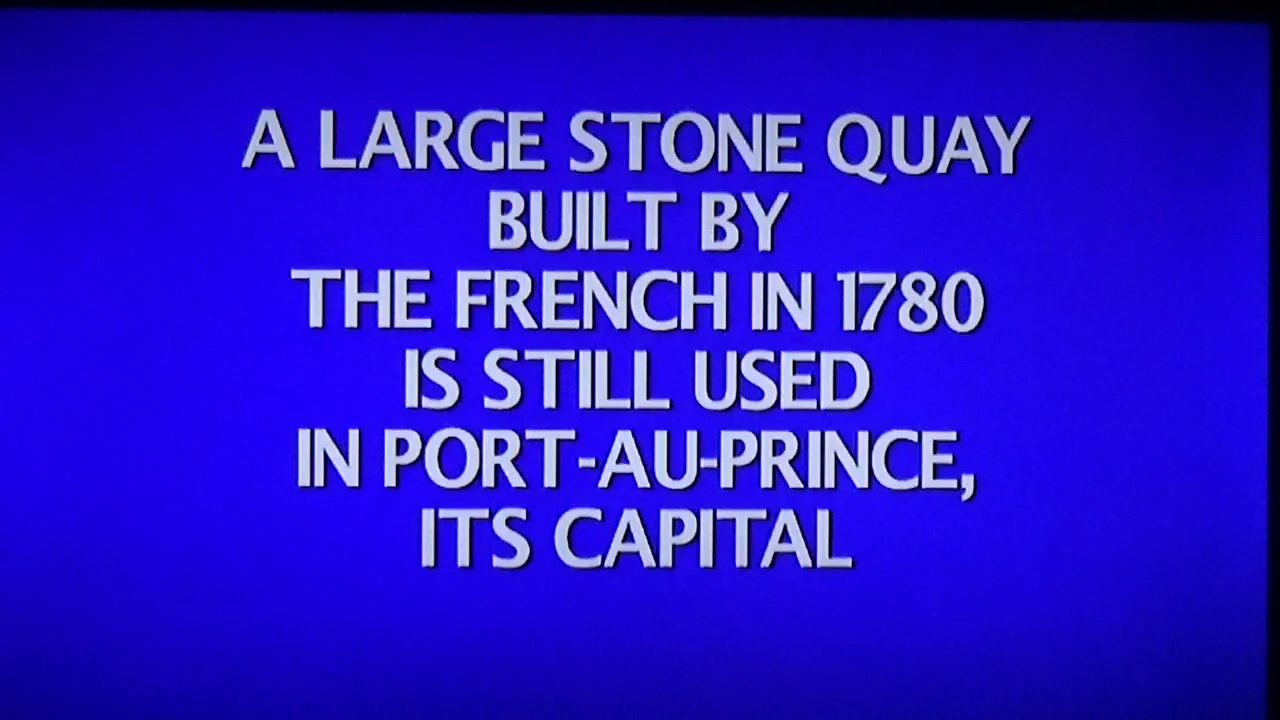 A LARGE STONE QUAY
BUILT BY
THE FRENCH IN 1780
IS STILL USED
IN PORT-AU-PRINCE,
ITS CAPITAL